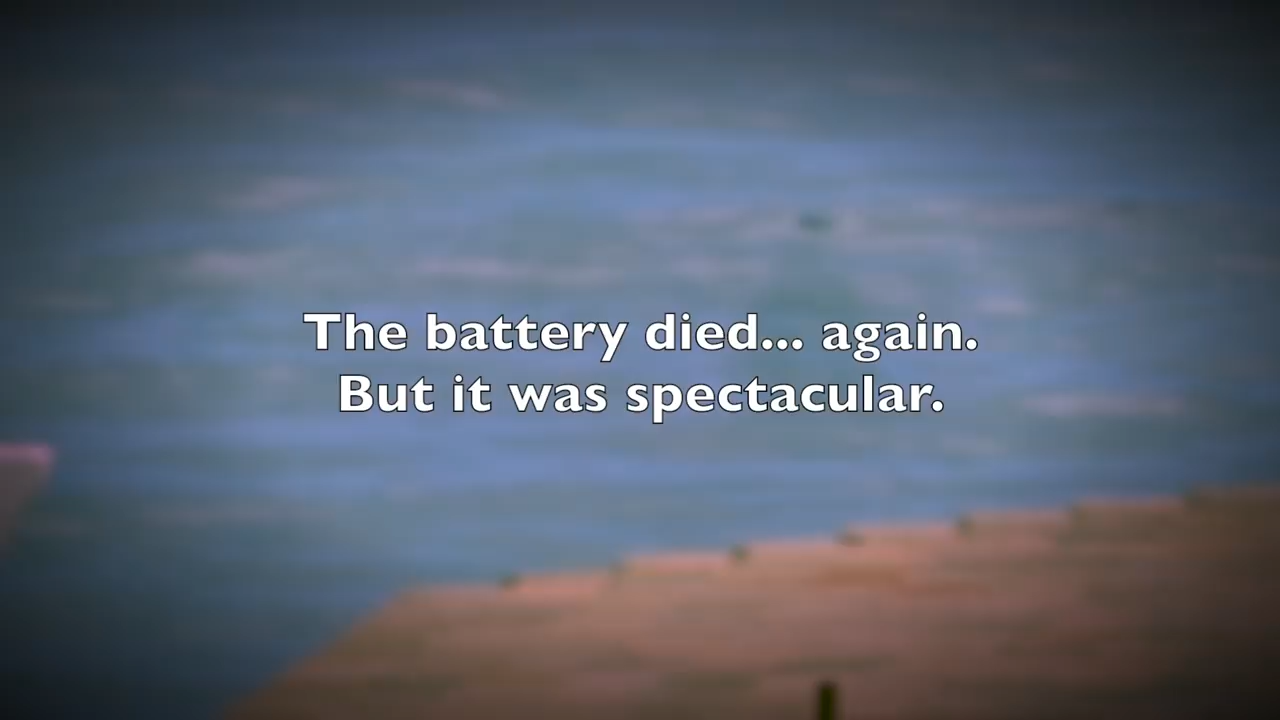 The battery died... again.
But it was spectacular.